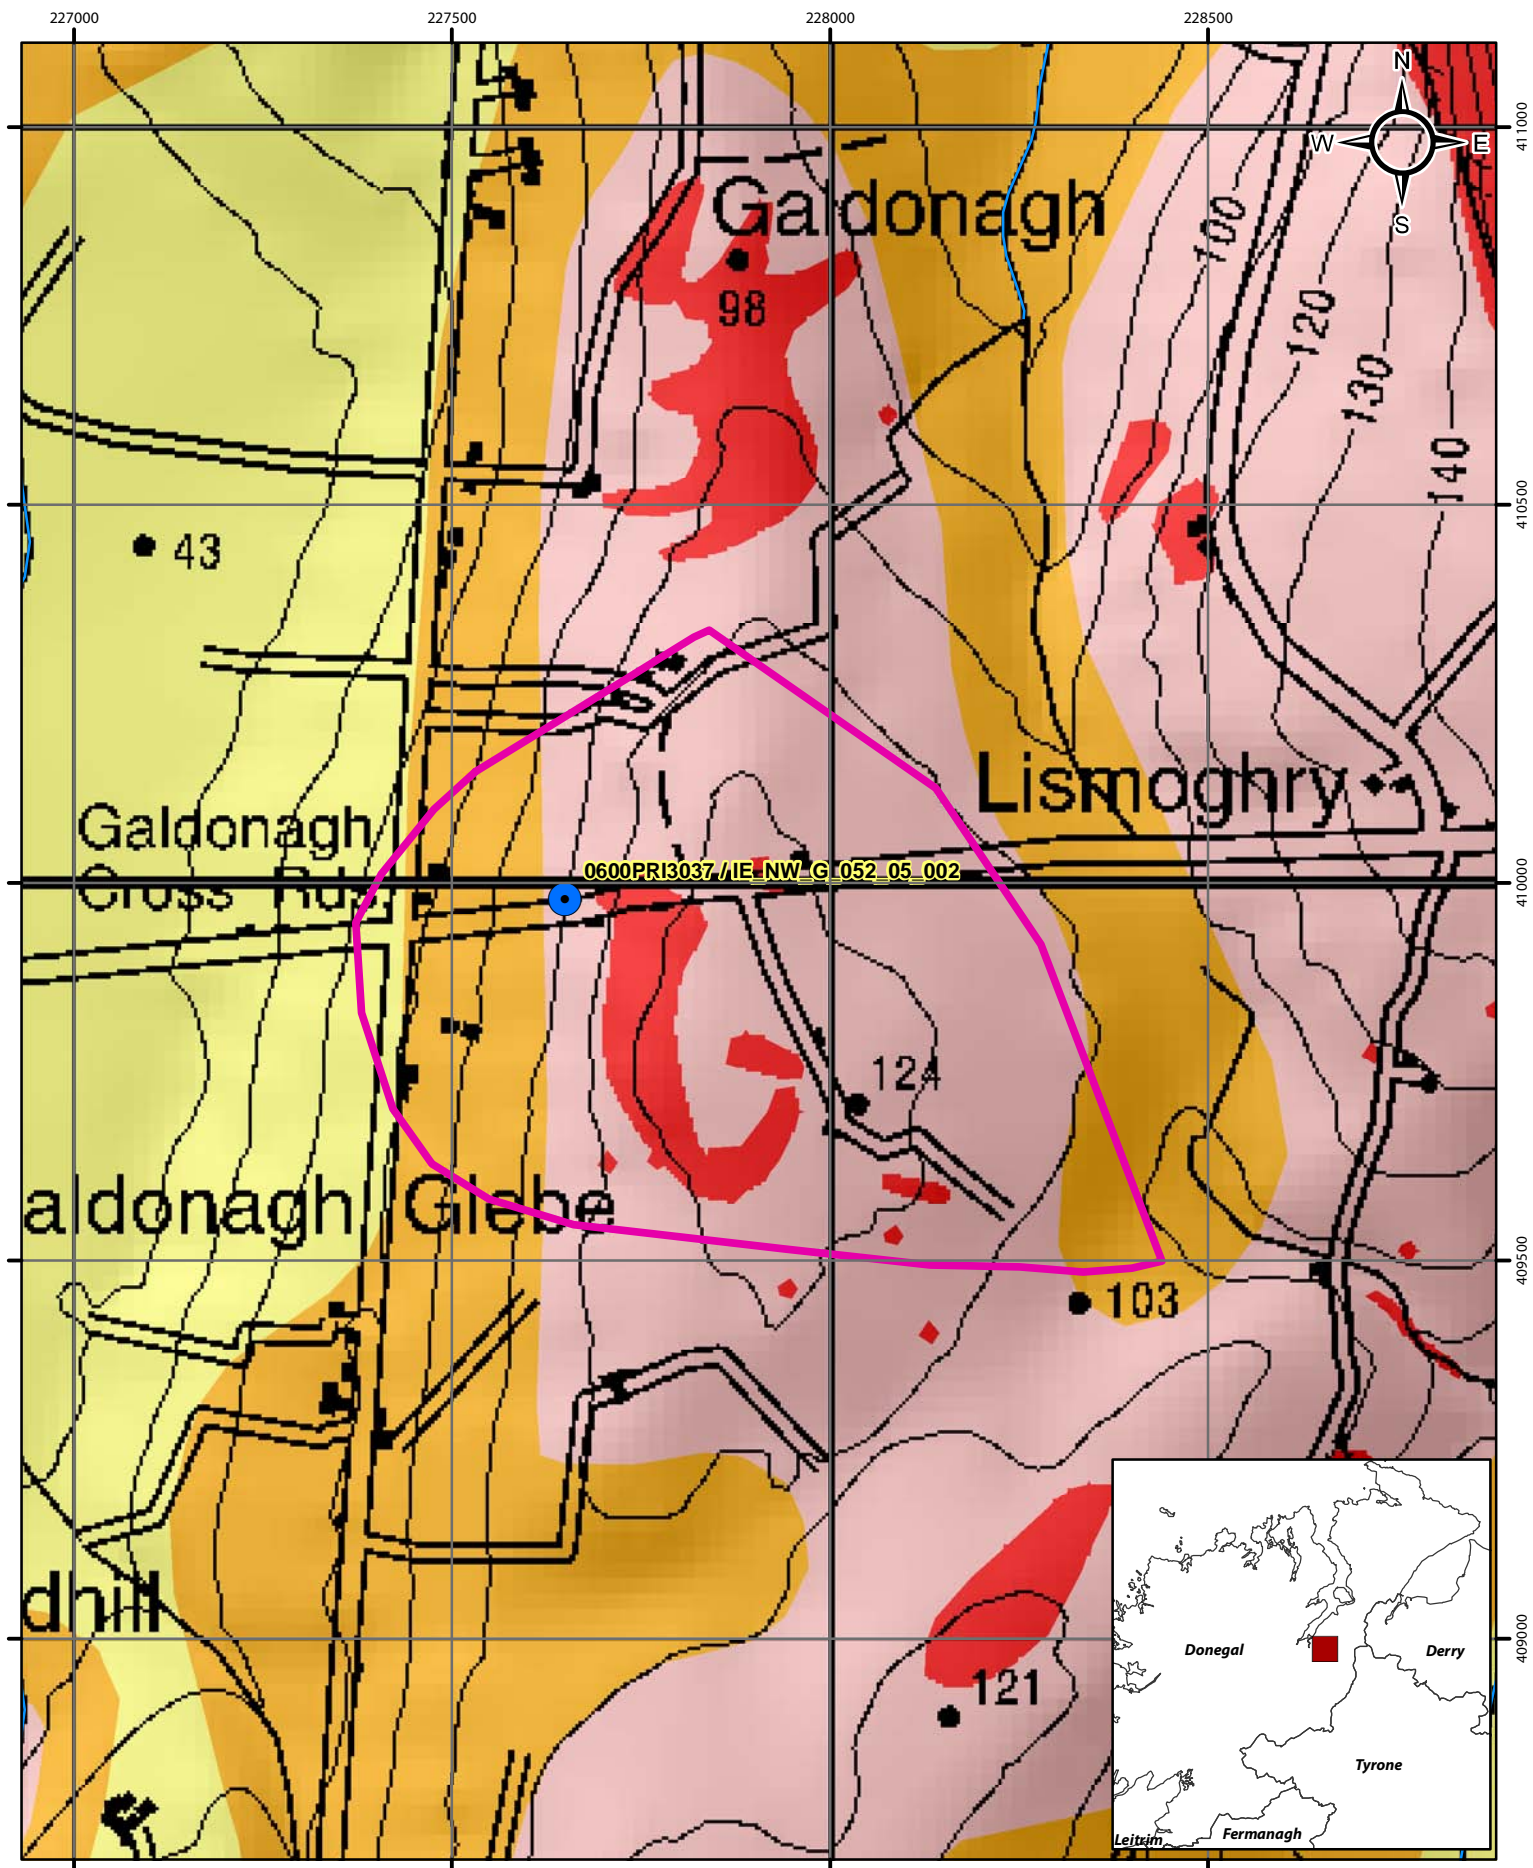 227000 227500 228000 228500
N
W E
S
411000
Galdonagh
98
100
120
130
140
410500
43
Lismoghry
Galdonagh
Cross Rd.
0600PRI3037 / IE_NW_G_052_05_002
410000
124
aldonagh Glebe
409500
103
dhill
409000
121
Donegal
Derry
Tyrone
Leitrim
Fermanagh